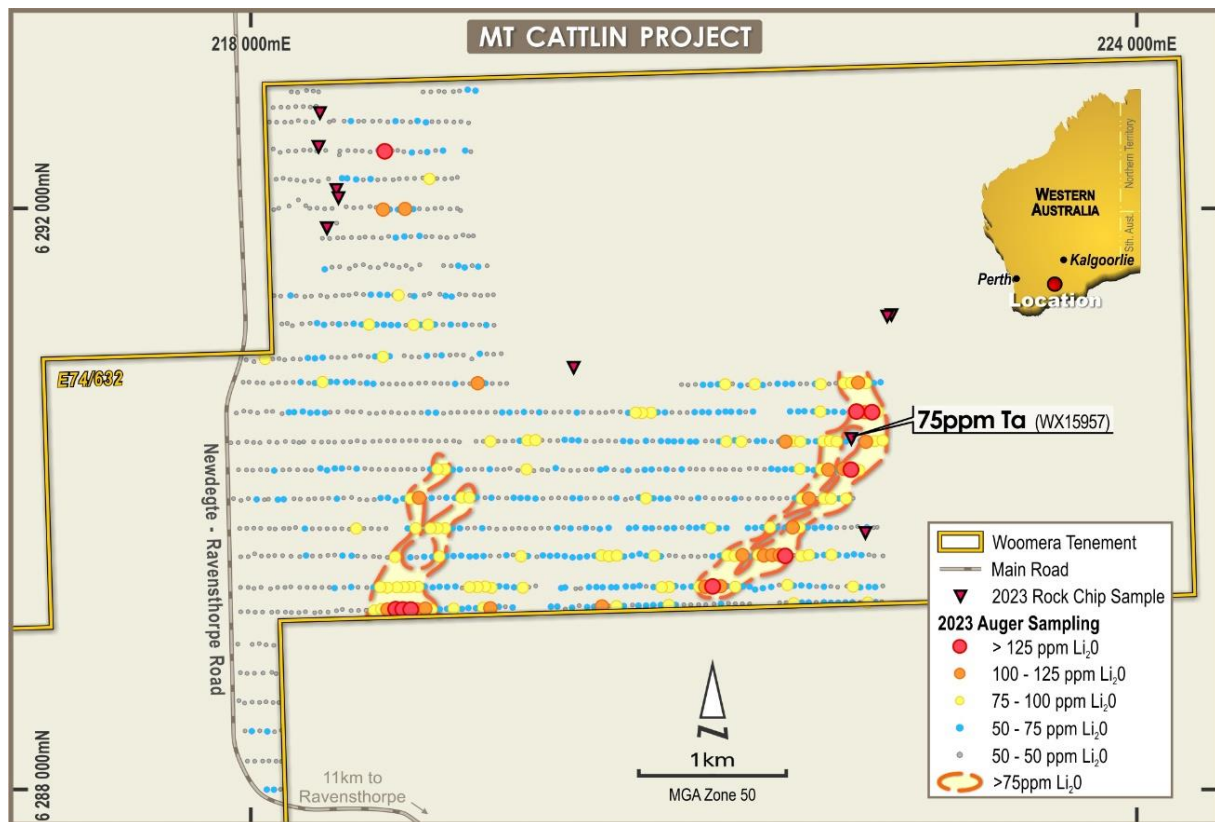 MT CATTLIN PROJECT
218 000mE
224 000mE
6 292 000mN
6 288 000mN
Northern Territory
Sth. Aust.
WESTERN
AUSTRALIA
Kalgoorlie
Perth
Location
E74/632
Newdegte - Ravensthorpe Road
75ppm Ta (WX15957)
11km to
Ravensthorpe
N
1km
MGA Zone 50
Woomera Tenement
Main Road
2023 Rock Chip Sample
2023 Auger Sampling
> 125 ppm Li₂0
100 - 125 ppm Li₂0
75 - 100 ppm Li₂0
50 - 75 ppm Li₂0
50 - 50 ppm Li₂0
>75ppm Li₂0